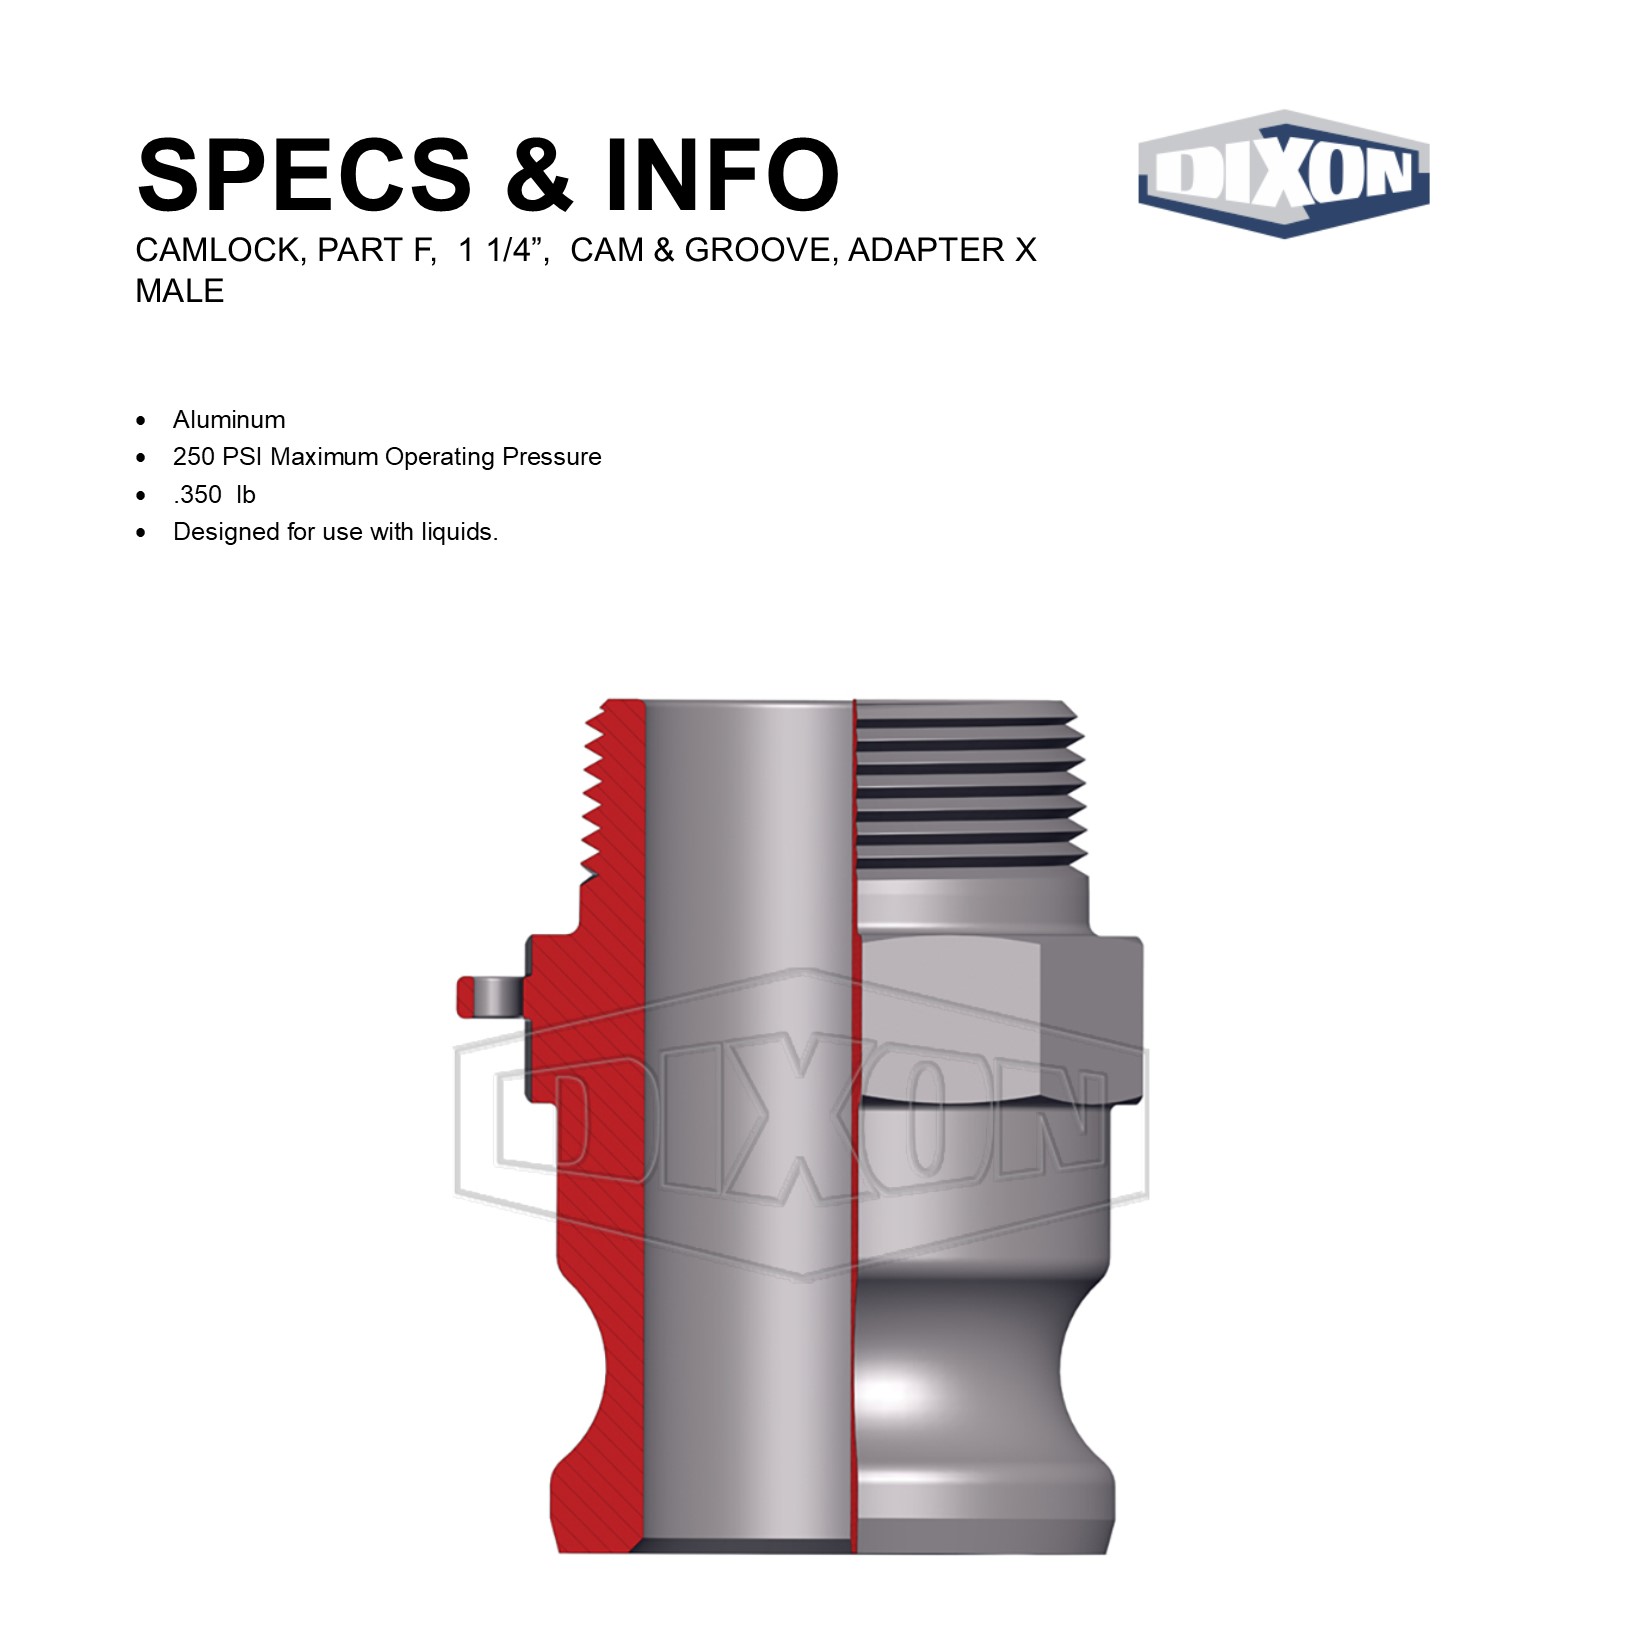 SPECS & INFO
DIXON
CAMLOCK, PART F,  1 1/4”,  CAM & GROOVE, ADAPTER X
MALE
• Aluminum
• 250 PSI Maximum Operating Pressure
• .350  lb
• Designed for use with liquids.
DIXON